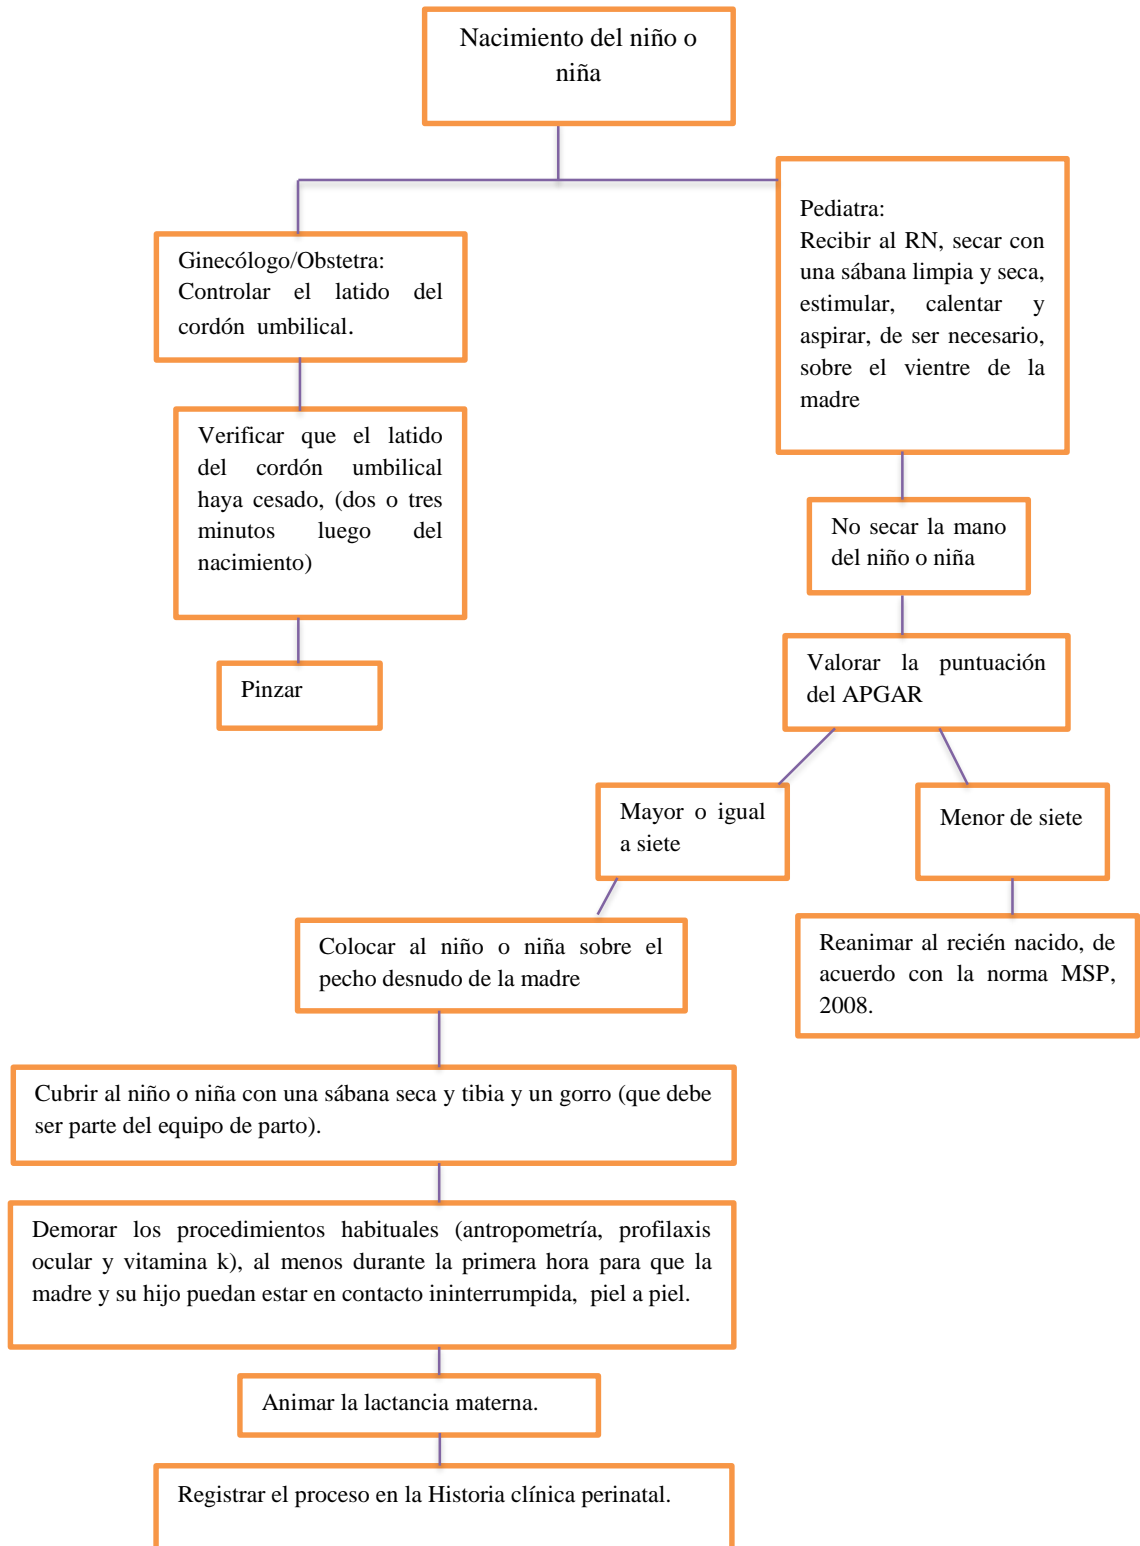 Nacimiento del niño o
niña
Ginecólogo/Obstetra:
Controlar el latido del
cordón umbilical.
Verificar que el latido
del cordón umbilical
haya cesado, (dos o tres
minutos luego del
nacimiento)
Pinzar
Pediatra:
Recibir al RN, secar con
una sábana limpia y seca,
estimular, calentar y
aspirar, de ser necesario,
sobre el vientre de la
madre
No secar la mano
del niño o niña
Valorar la puntuación
del APGAR
Mayor o igual
a siete
Menor de siete
Colocar al niño o niña sobre el
pecho desnudo de la madre
Reanimar al recién nacido, de
acuerdo con la norma MSP,
2008.
Cubrir al niño o niña con una sábana seca y tibia y un gorro (que debe
ser parte del equipo de parto).
Demorar los procedimientos habituales (antropometría, profilaxis
ocular y vitamina k), al menos durante la primera hora para que la
madre y su hijo puedan estar en contacto ininterrumpida, piel a piel.
Animar la lactancia materna.
Registrar el proceso en la Historia clínica perinatal.